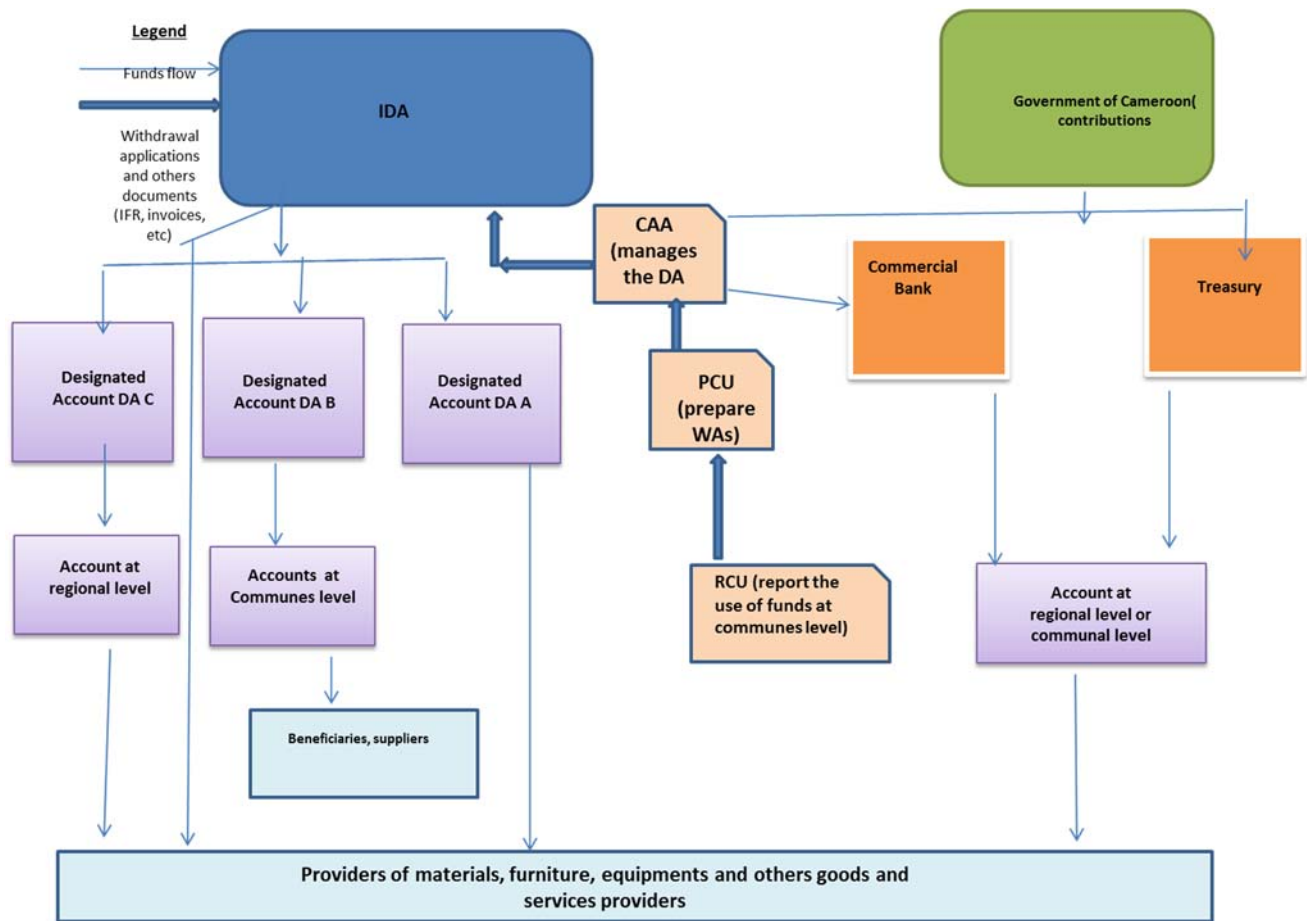 Legend
Funds flow
Withdrawal
applications
and others
documents
(IFR, invoices,
etc)
IDA
Government of Cameroon(
contributions
CAA
(manages
the DA
Commercial
Bank
Treasury
Designated
Account DA C
Designated
Account DA B
Designated
Account DA A
PCU
(prepare
WAs)
Account at
regional level
Accounts at
Communes level
RCU (report the
use of funds at
communes level)
Account at
regional level or
communal level
Beneficiaries, suppliers
Providers of materials, furniture, equipments and others goods and
services providers